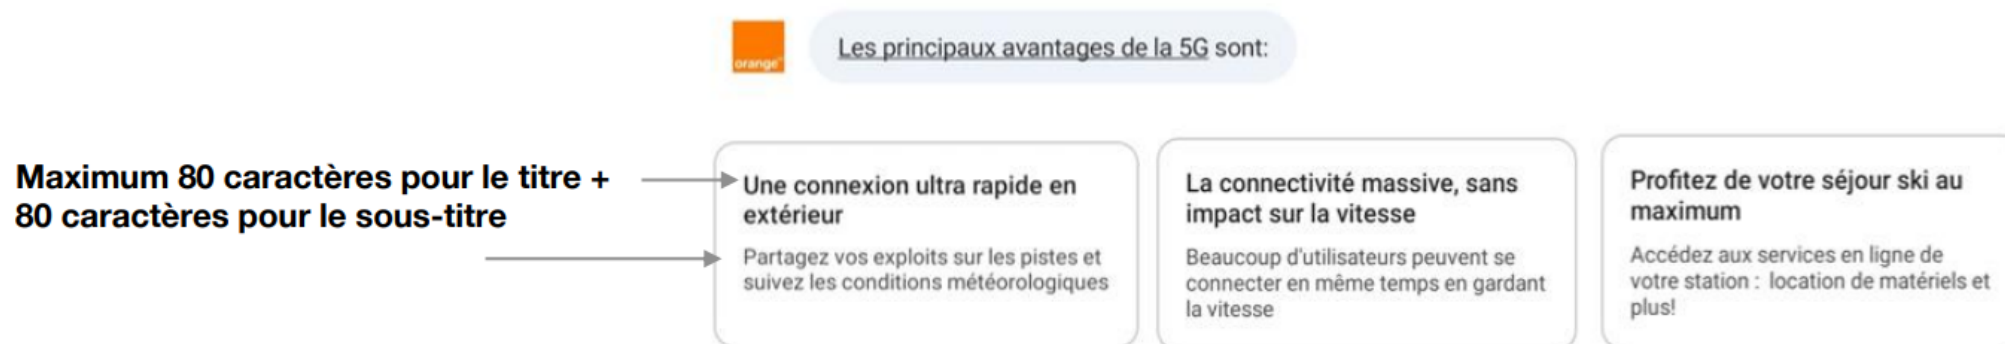 orange
Les principaux avantages de la 5G sont:
Maximum 80 caractères pour le titre +
80 caractères pour le sous-titre
Une connexion ultra rapide en
extérieur
Partagez vos exploits sur les pistes et
suivez les conditions météorologiques
La connectivité massive, sans
impact sur la vitesse
Beaucoup d'utilisateurs peuvent se
connecter en même temps en gardant
la vitesse
Profitez de votre séjour ski au
maximum
Accédez aux services en ligne de
votre station : location de matériels et
plus!